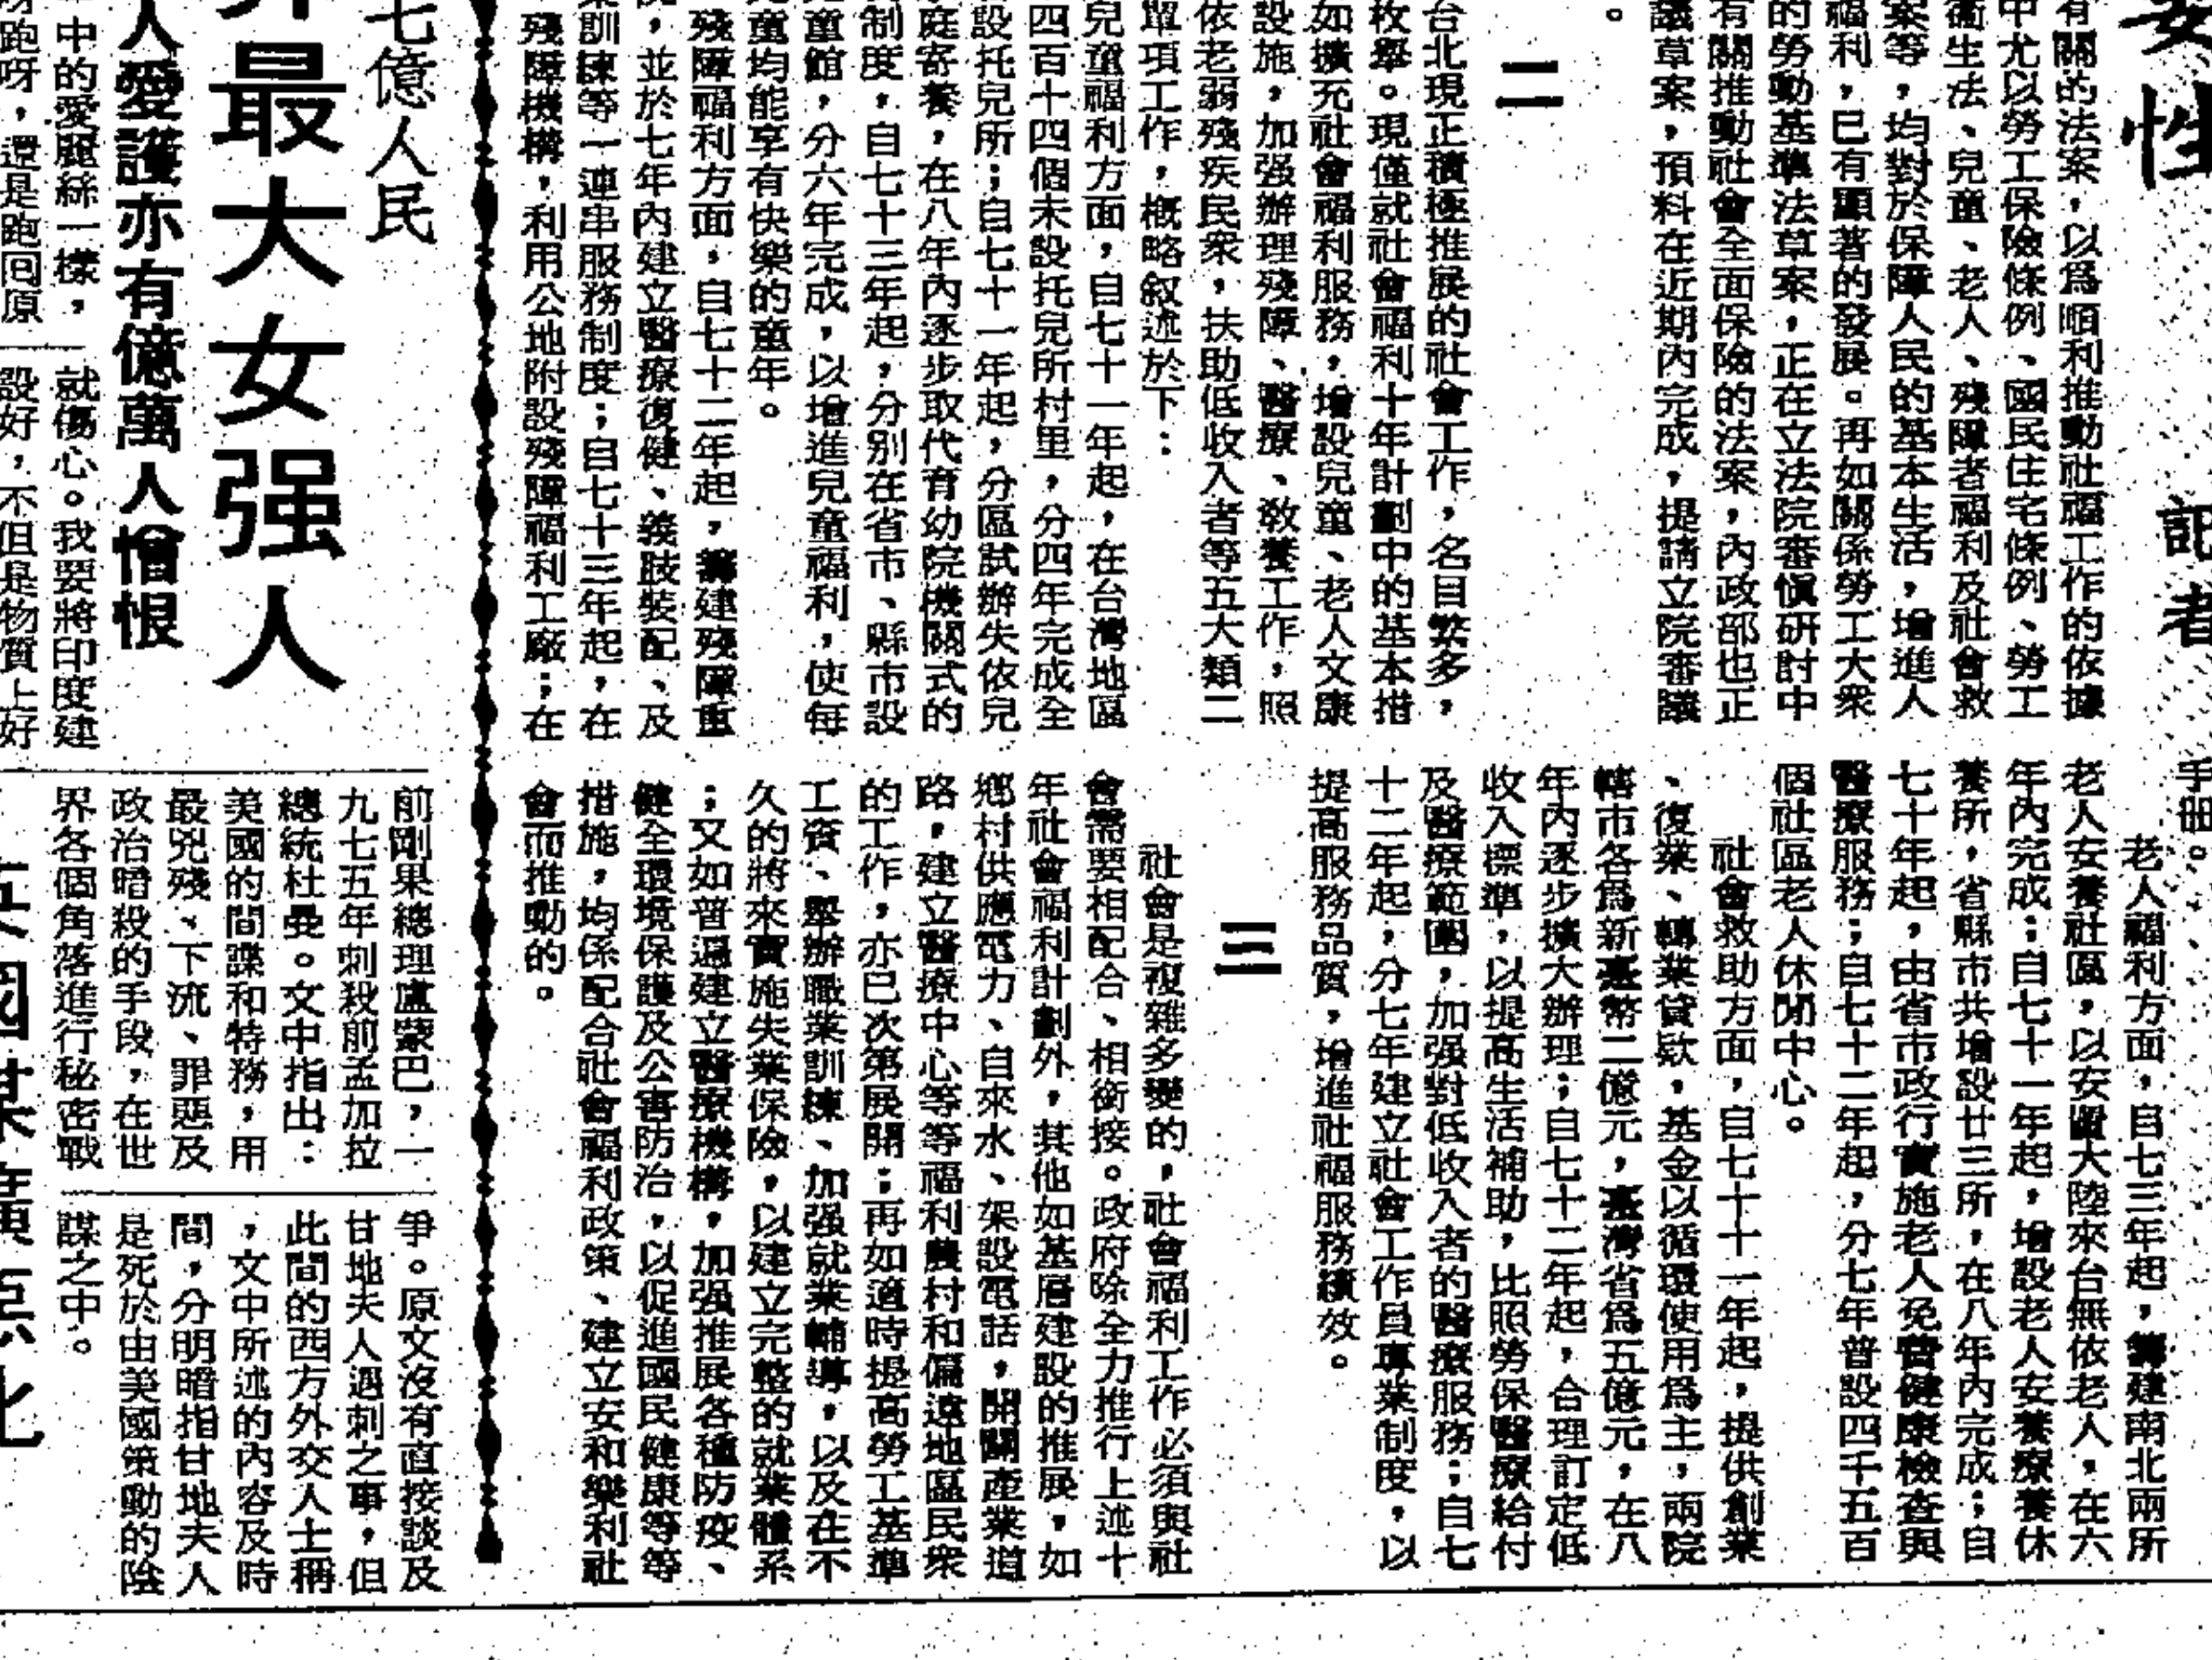 要性
記者
有關的法案，以爲順利推動社福工作的依據
中尤以勞工保險條例、國民住宅條例、勞工
衞生法、兒童、老人、殘障者福利及社會救
案等，均對於保障人民的基本生活，增進人
福利，已有顯著的發展。再如關係勞工大衆
的勞動基準法草案，正在立法院審愼研討中
有關推動社會全面保險的法案，內政部也正
議草案，預料在近期內完成，提請立院審議
。
二
台北現正積極推展的社會工作，名目繁多，
枚舉。現僅就社會福利十年計劃中的基本措
如擴充社會福利服務，增設兒童、老人文康
設施，加强辦理殘障、醫療、敎養工作，照
依老弱殘疾民衆，扶助低收入者等五大類二
單項工作，槪略叙述於下：
兒童福利方面，自七十一年起，在台灣地區
四百十四個未設托兒所村里，分四年完成全
設托兒所；自七十一年起，分區試辦失依兒
庭寄養，在八年內逐步取代育幼院機關式的
制度，自七十三年起，分別在省市、縣市設
童館，分六年完成，以增進兒童福利，使每
童均能享有快樂的童年。
殘障福利方面，自七十二年起，籌建殘障重
院，並於七年內建立醫療復健、義肢裝配、及
業訓練等一連串服務制度；自七十三年起，在
殘障機構，利用公地附設殘障福利工廠；在
手册。
老人福利方面，自七三年起，籌建南北兩所
老人安養社區，以安置大陸來台無依老人，在六
年內完成；自七十一年起，增設老人安養療養休
養所，省縣市共增設廿三所，在八年內完成；自
七十年起，由省市政行實施老人免費健康檢查與
醫療服務；自七十二年起，分七年普設四千五百
個社區老人休閒中心。
社會救助方面，自七十一年起，提供創業
、復業、轉業貸欵，基金以循環使用爲主，兩院
轄市各爲新臺幣二億元，臺灣省爲五億元，在八
年內逐步擴大辦理；自七十二年起，合理訂定低
收入標準，以提高生活補助，比照勞保醫療給付
及醫療範圍，加强對低收入者的醫療服務；自七
十二年起，分七年建立社會工作員專業制度，以
提高服務品質，增進社福服務績效。
三
社會是複雜多變的，社會福利工作必須與社
會需要相配合、相銜接。政府除全力推行上述十
年社會福利計劃外，其他如基層建設的推展，如
鄉村供應電力、自來水、架設電話，開闢產業道
路，建立醫療中心等等福利農村和偏遠地區民衆
的工作，亦已次第展開；再如適時提高勞工基準
工資、舉辦職業訓練、加强就業輔導，以及在不
久的將來實施失業保險，以建立完整的就業體系
；又如普遍建立醫療機構，加强推展各種防疫、
健全環境保護及公害防治，以促進國民健康等等
措施，均係配合社會福利政策、建立安和樂利社
會而推動的。
七億人民
界最大女强人
人愛護亦有億萬人憎恨
年中的愛麗絲一樣，
跑呀，還是跑回原
就傷心。我要將印度建
設好，不但是物質上好
前剛果總理盧蒙巴，一
九七五年刺殺前孟加拉
總統杜曼。文中指出：
美國的間諜和特務，用
最兇殘、下流、罪惡及
政治暗殺的手段，在世
界各個角落進行秘密戰
爭。原文沒有直接談及
甘地夫人遇刺之事，但
此間的西方外交人士稱
，文中所述的內容及時
間，分明暗指甘地夫人
是死於由美國策動的陰
謀之中。